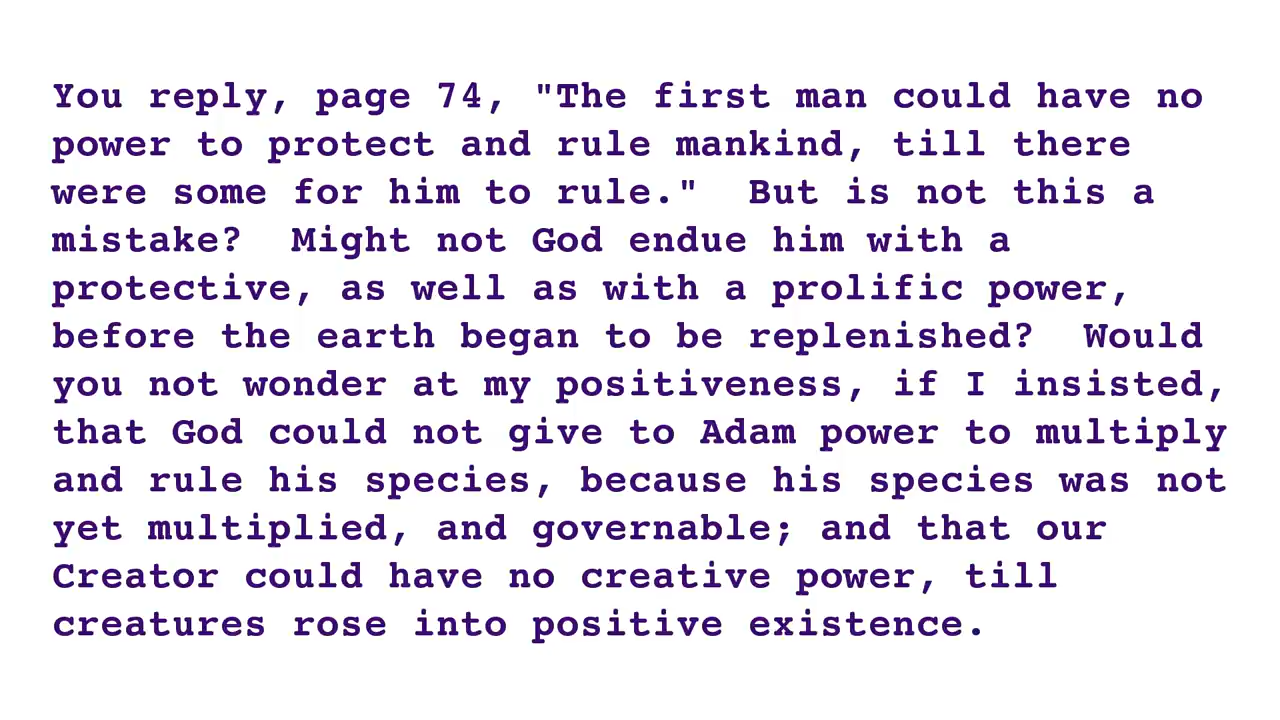 You reply, page 74, "The first man could have no
power to protect and rule mankind, till there
were some for him to rule."  But is not this a
mistake?  Might not God endue him with a
protective, as well as with a prolific power,
before the earth began to be replenished?  Would
you not wonder at my positiveness, if I insisted,
that God could not give to Adam power to multiply
and rule his species, because his species was not
yet multiplied, and governable; and that our
Creator could have no creative power, till
creatures rose into positive existence.